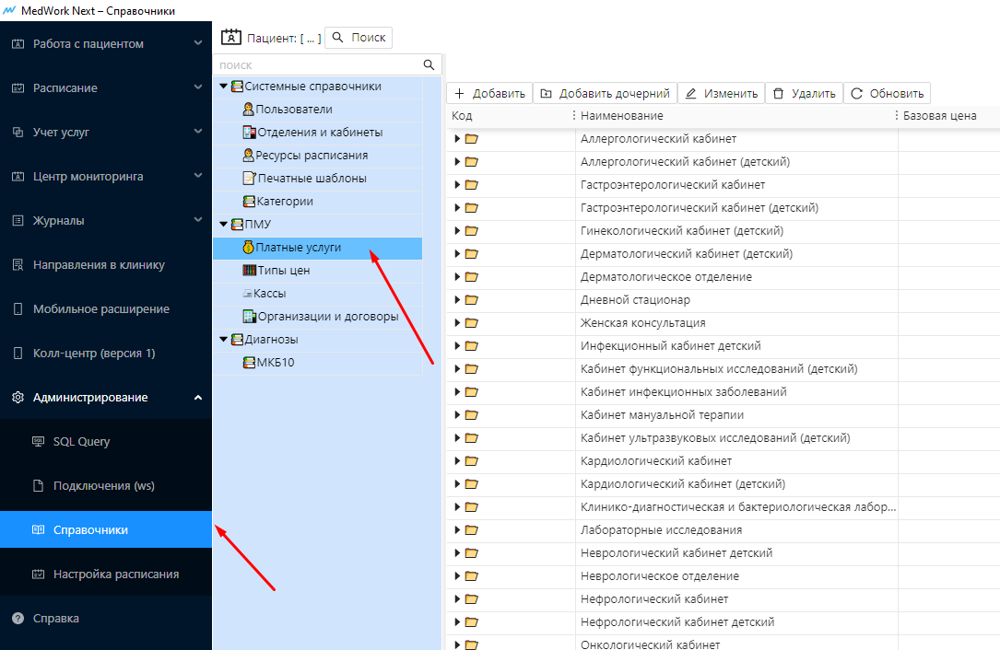 MedWork Next – Справочники
Работа с пациентом
Расписание
Учет услуг
Центр мониторинга
Журналы
Направления в клинику
Мобильное расширение
Колл-центр (версия 1)
Администрирование
SQL Query
Подключения (ws)
Справочники
Настройка расписания
Справка
Пациент: [ ... ] Поиск
поиск
Системные справочники
Пользователи
Отделения и кабинеты
Ресурсы расписания
Печатные шаблоны
Категории
ПМУ
Платные услуги
Типы цен
Кассы
Организации и договоры
Диагнозы
МКБ10
Добавить Добавить дочерний Изменить Удалить Обновить
Код Наименование Базовая цена
Аллергологический кабинет
Аллергологический кабинет (детский)
Гастроэнтерологический кабинет
Гастроэнтерологический кабинет (детский)
Гинекологический кабинет (детский)
Дерматологический кабинет (детский)
Дерматологическое отделение
Дневной стационар
Женская консультация
Инфекционный кабинет детский
Кабинет функциональных исследований (детский)
Кабинет инфекционных заболеваний
Кабинет мануальной терапии
Кабинет ультразвуковых исследований (детский)
Кардиологический кабинет
Кардиологический кабинет (детский)
Клинико-диагностическая и бактериологическая лабор...
Лабораторные исследования
Неврологический кабинет детский
Неврологическое отделение
Нефрологический кабинет
Нефрологический кабинет детский
Онкологический кабинет